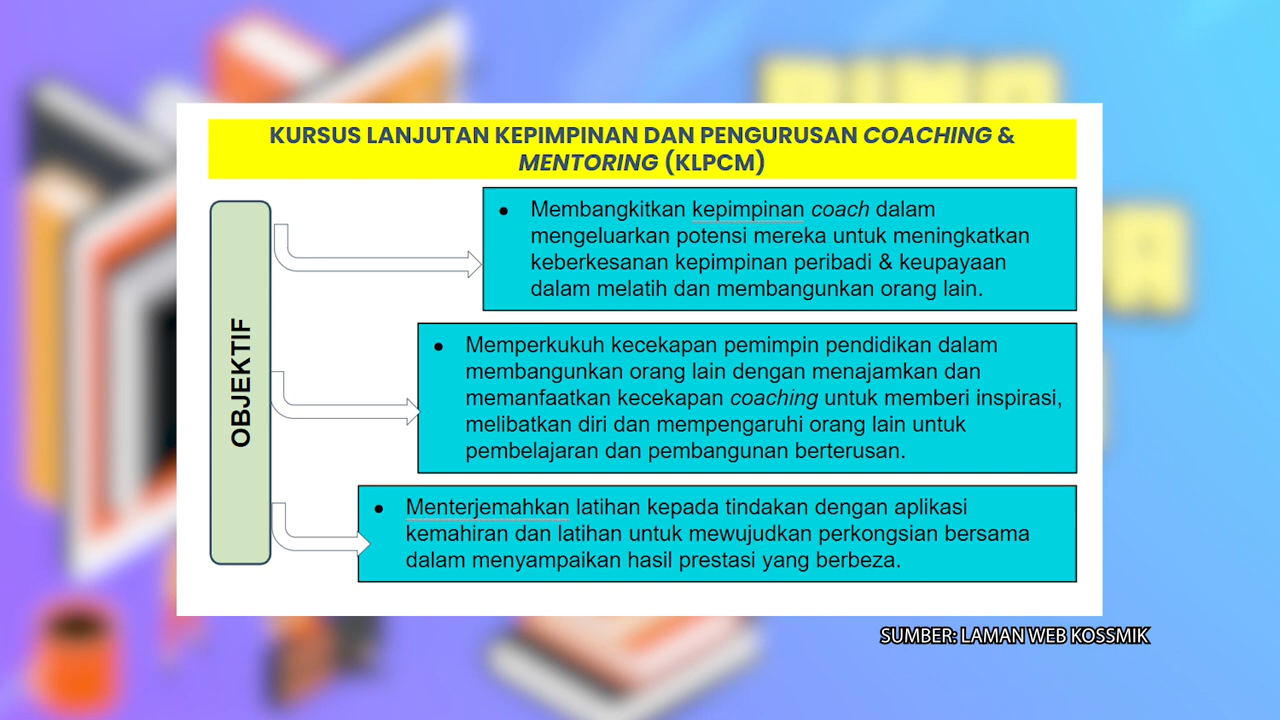 KURSUS LANJUTAN KEPIMPINAN DAN PENGURUSAN COACHING &
MENTORING (KLPCM)
OBJEKTIF
● Membangkitkan kepimpinan coach dalam
mengeluarkan potensi mereka untuk meningkatkan
keberkesanan kepimpinan peribadi & keupayaan
dalam melatih dan membangunkan orang lain.
● Memperkukuh kecekapan pemimpin pendidikan dalam
membangunkan orang lain dengan menajamkan dan
memanfaatkan kecekapan coaching untuk memberi inspirasi,
melibatkan diri dan mempengaruhi orang lain untuk
pembelajaran dan pembangunan berterusan.
● Menterjemahkan latihan kepada tindakan dengan aplikasi
kemahiran dan latihan untuk mewujudkan perkongsian bersama
dalam menyampaikan hasil prestasi yang berbeza.
SUMBER: LAMAN WEB KOSSMIK